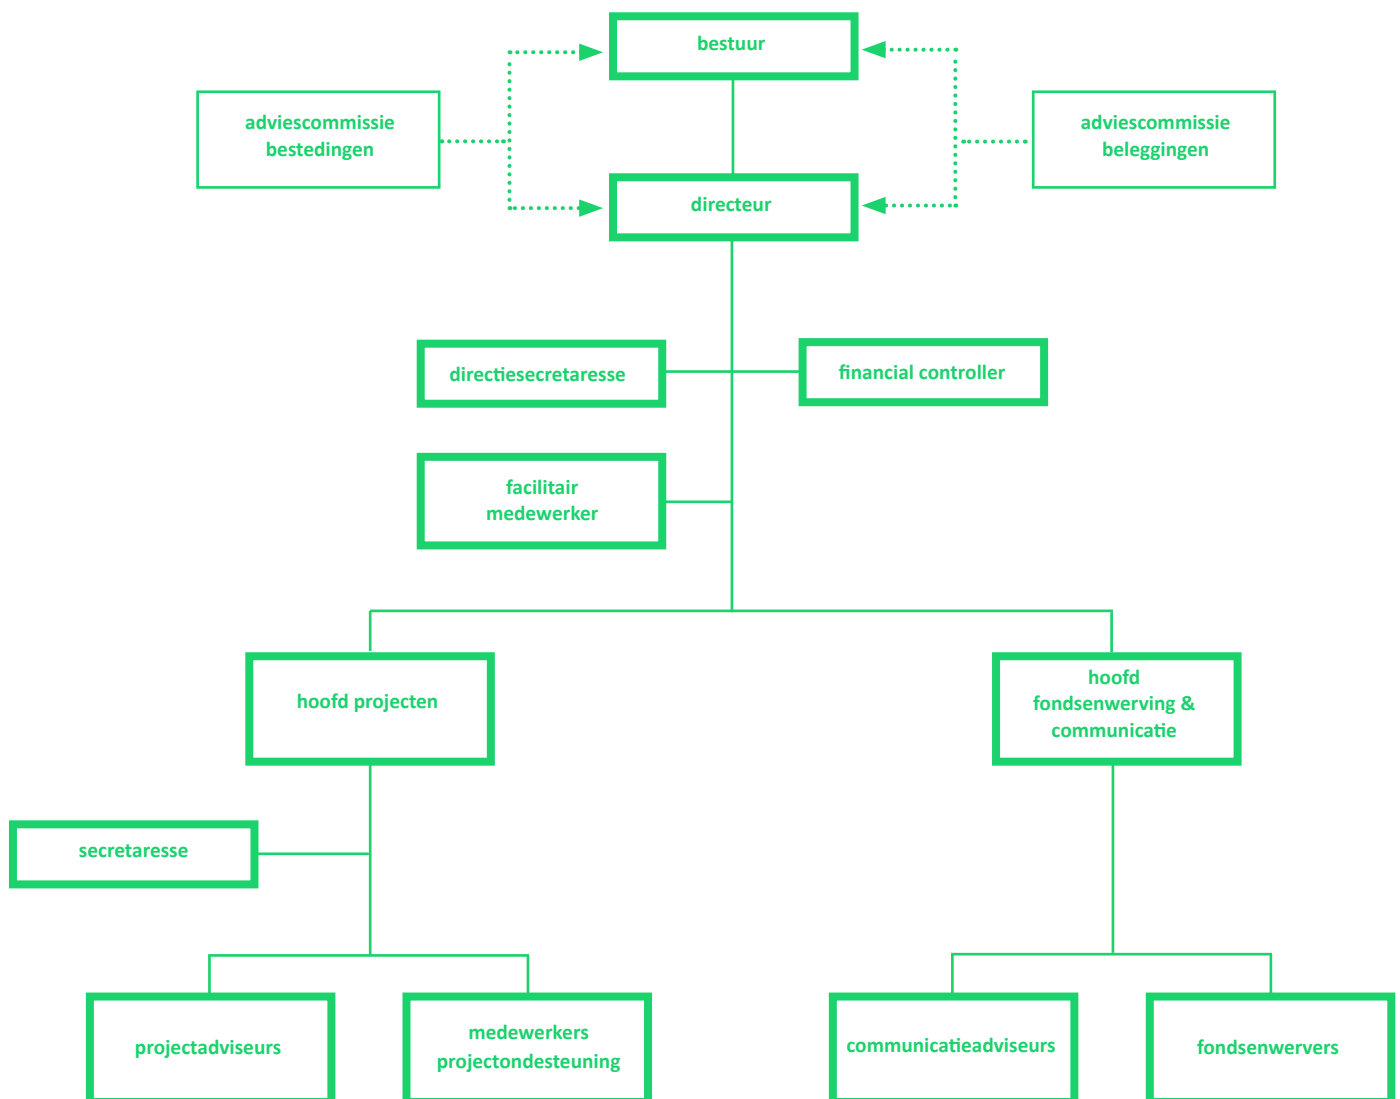 bestuur
adviescommissie
bestedingen
adviescommissie
beleggingen
directeur
directiesecretaresse
financial controller
facilitair
medewerker
hoofd projecten
hoofd
fondsenwerving &
communicatie
secretaresse
projectadviseurs
medewerkers
projectondesteuning
communicatieadviseurs
fondsenwervers